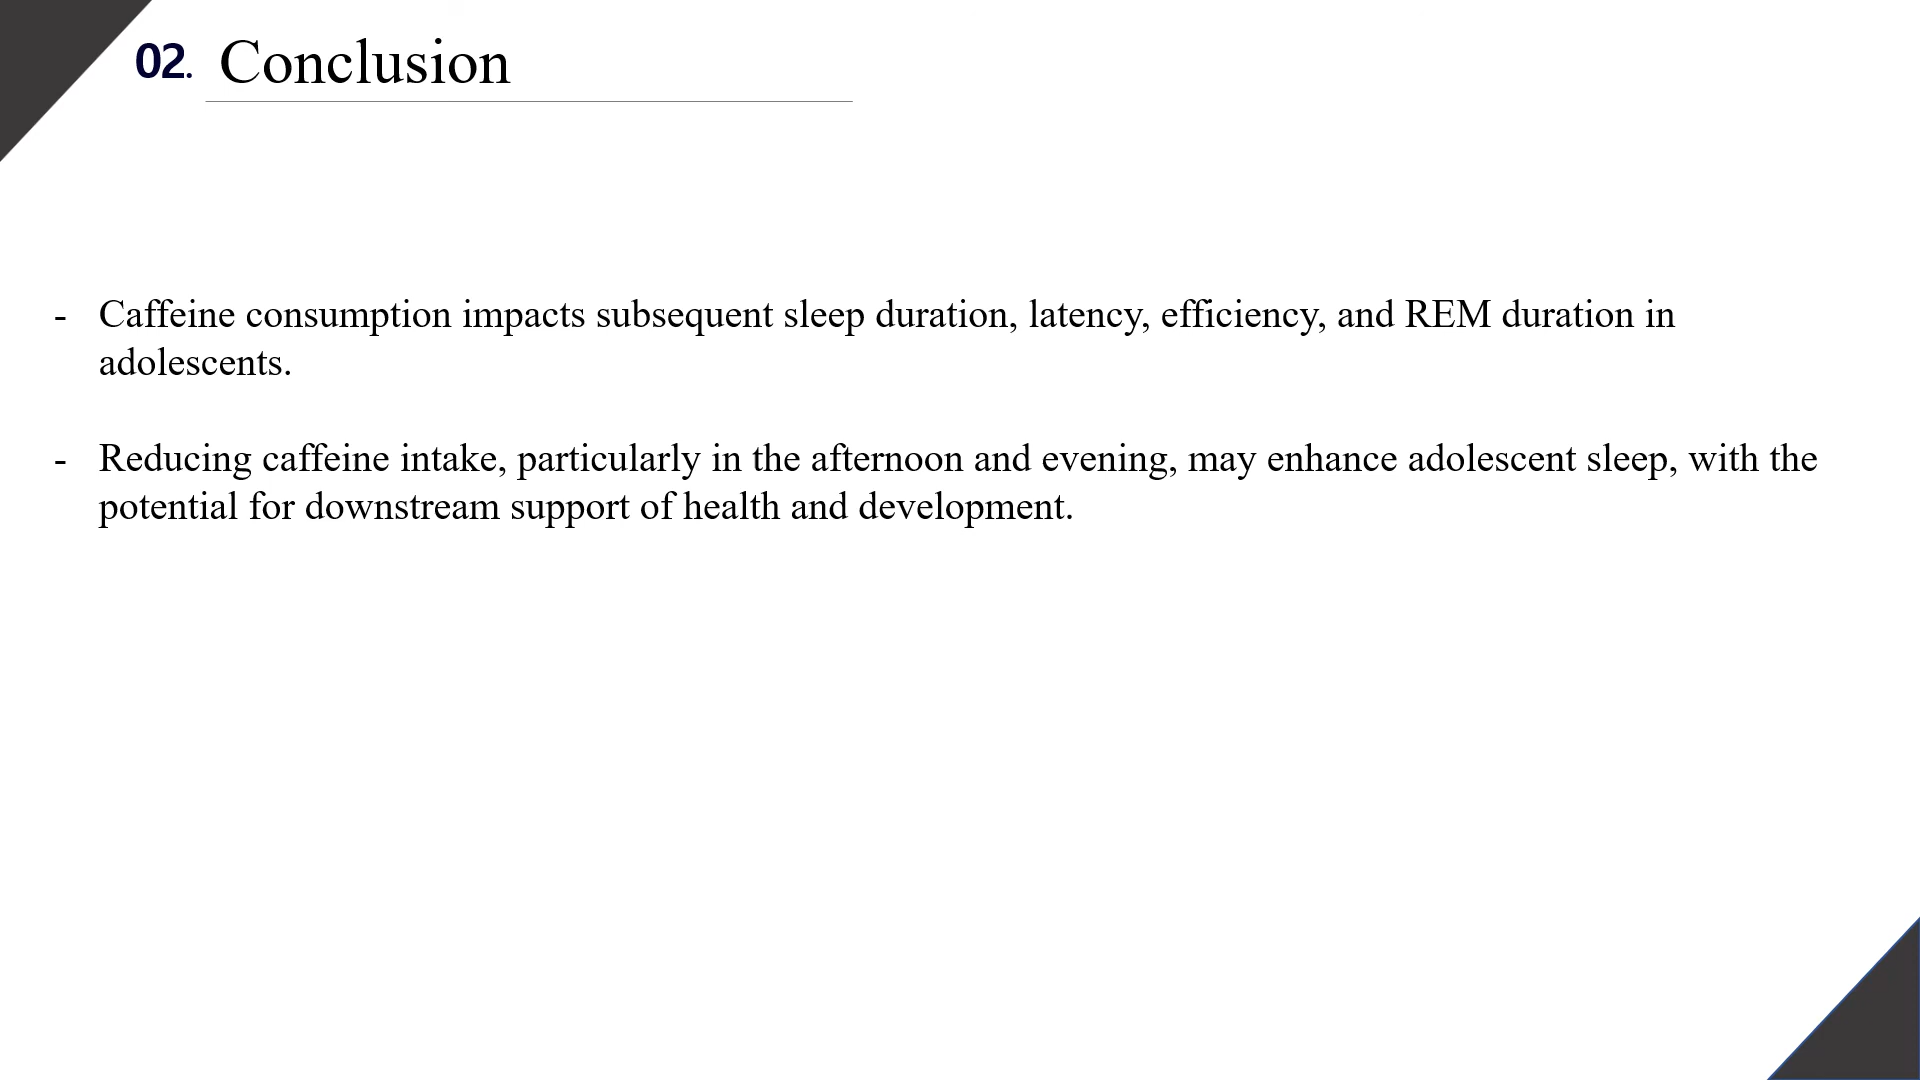 02. Conclusion
- Caffeine consumption impacts subsequent sleep duration, latency, efficiency, and REM duration in
adolescents.
- Reducing caffeine intake, particularly in the afternoon and evening, may enhance adolescent sleep, with the
potential for downstream support of health and development.